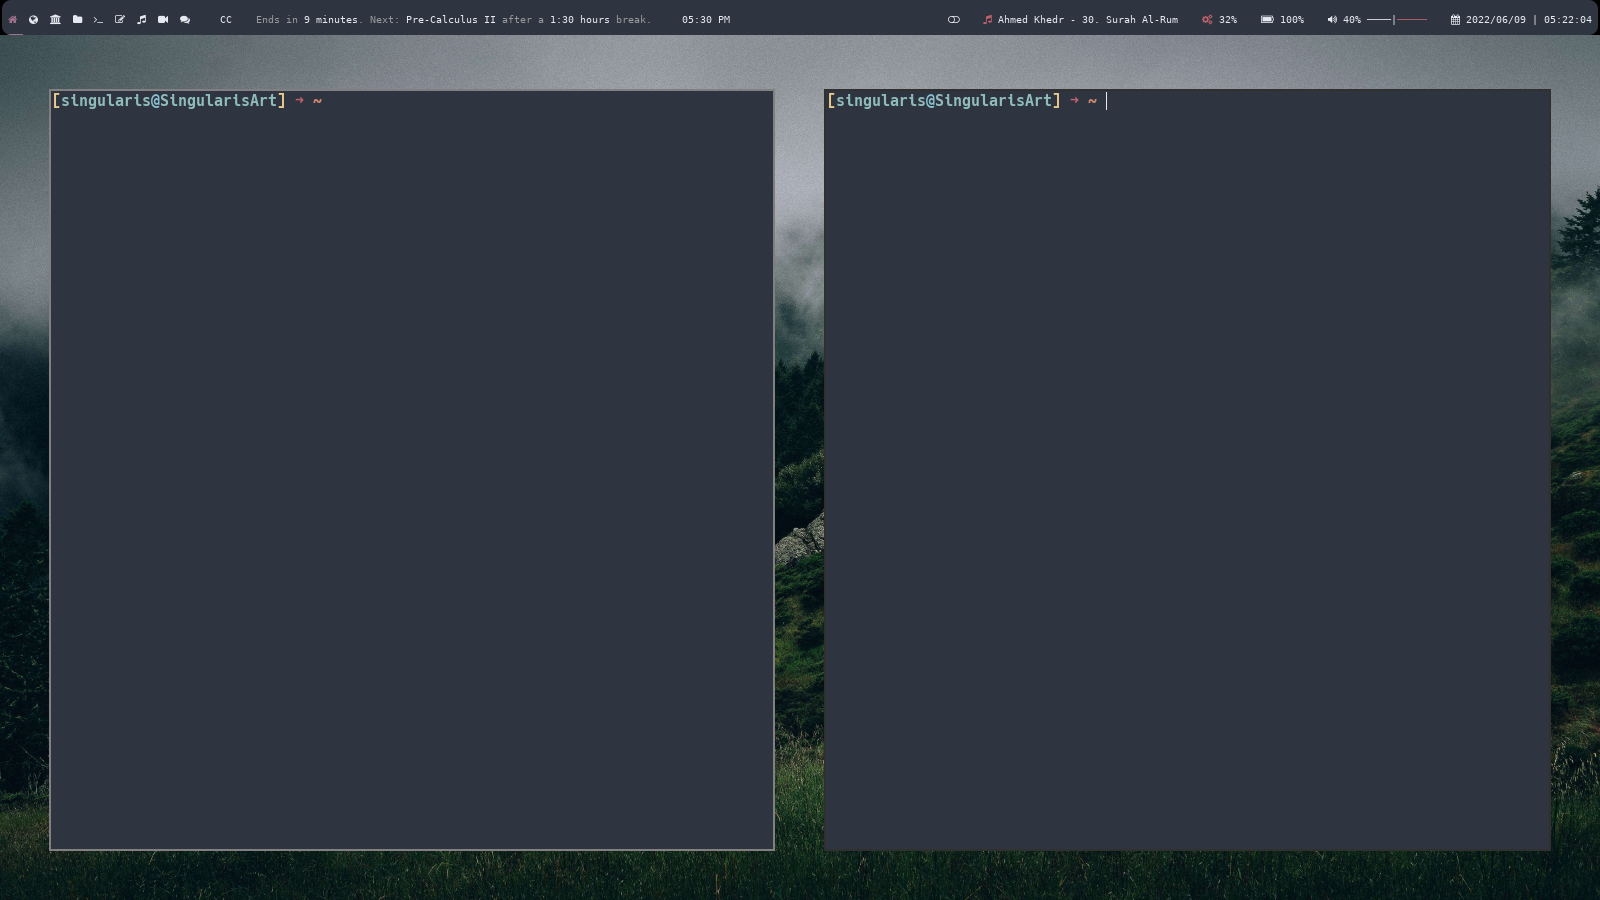 CC Ends in 9 minutes. Next: Pre-Calculus II after a 1:30 hours break. 05:30 PM Ahmed Khedr - 30. Surah Al-Rum 32% 100% 40% 2022/06/09 | 05:22:04
[singularis@SingularisArt] ➜ ~
[singularis@SingularisArt] ➜ ~